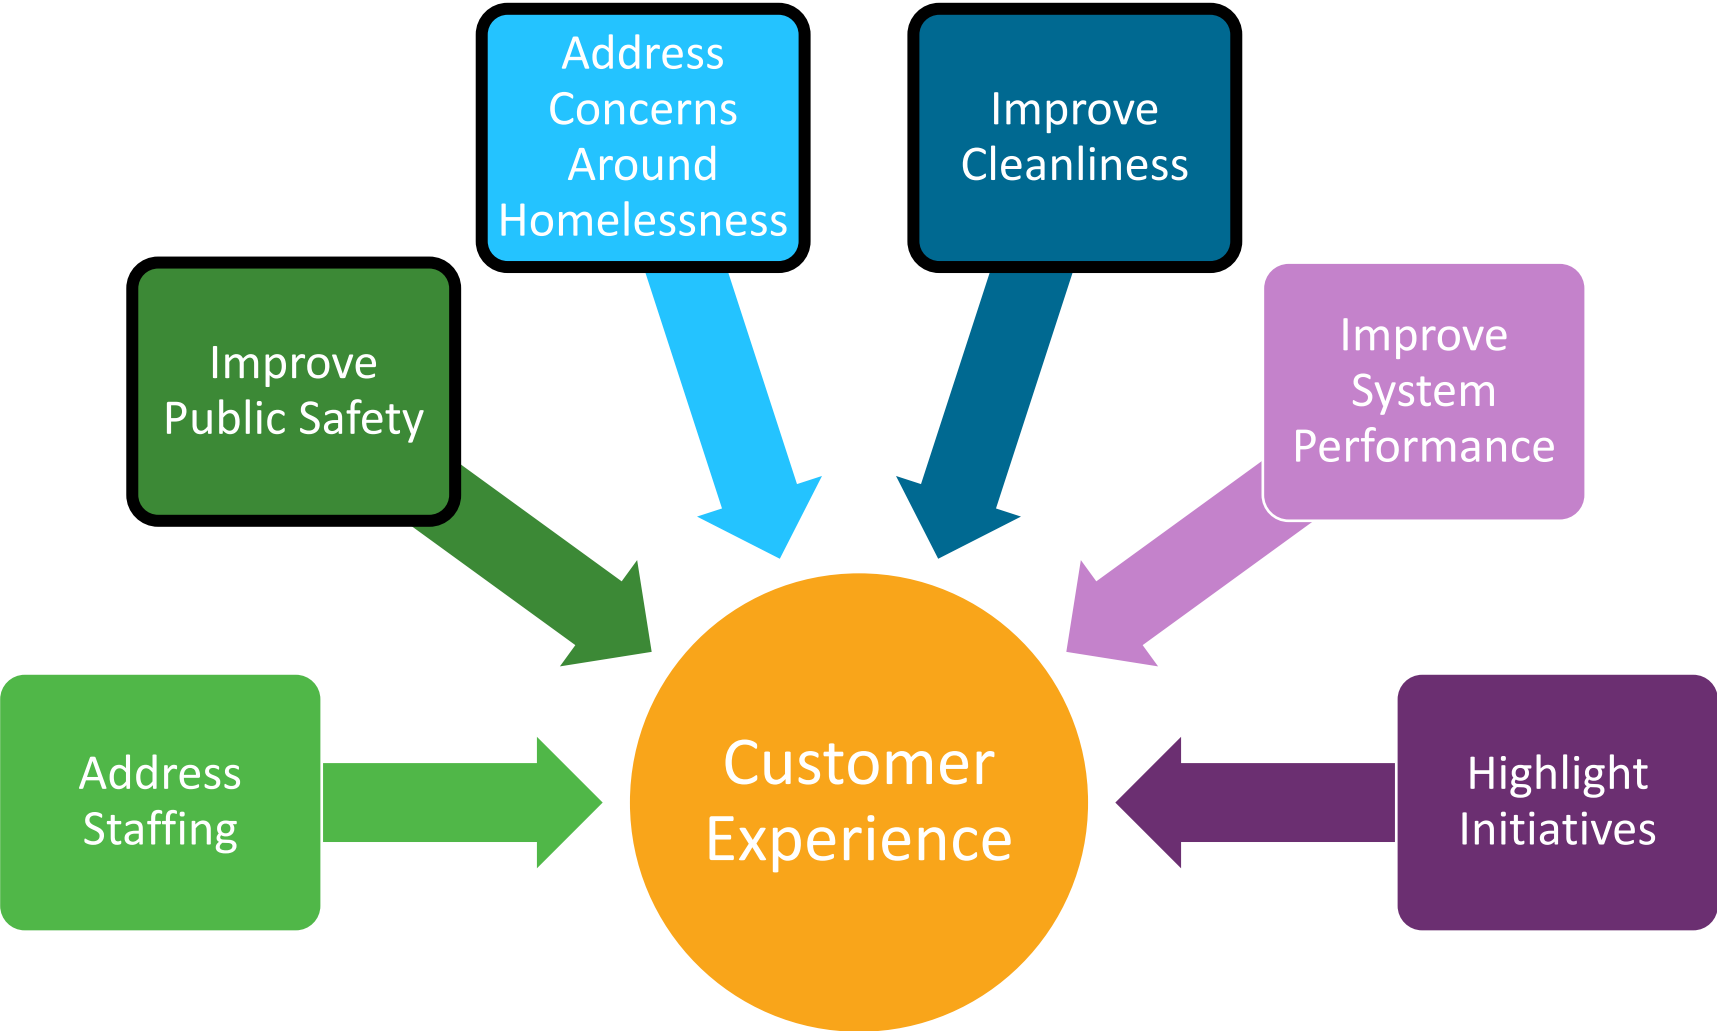 Address
Concerns
Around
Homelessness
Improve
Cleanliness
Improve
Public Safety
Improve
System
Performance
Address
Staffing
Customer
Experience
Highlight
Initiatives